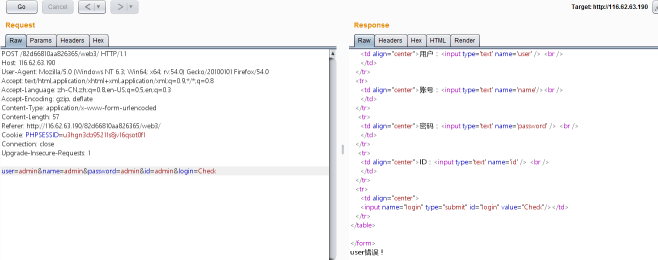 Go Cancel < > Target: http://116.62.63.190
Request
Raw Params Headers Hex
POST /82d66810aa826365/web3/ HTTP/1.1
Host: 116.62.63.190
User-Agent: Mozilla/5.0 (Windows NT 6.3; Win64; x64; rv:54.0) Gecko/20100101 Firefox/54.0
Accept: text/html,application/xhtml+xml,application/xml;q=0.9,*/*;q=0.8
Accept-Language: zh-CN,zh;q=0.8,en-US;q=0.5,en;q=0.3
Accept-Encoding: gzip, deflate
Content-Type: application/x-www-form-urlencoded
Content-Length: 57
Referer: http://116.62.63.190/82d66810aa826365/web3/
Connection: close
Upgrade-Insecure-Requests: 1
user=admin&name=admin&password=admin&id=admin&login=Check
Response
Raw Headers Hex HTML Render
<td align="center">用户：<input type='text' name='user' /> <br />
</td>
</tr>
<tr>
<td align="center">账号：<input type='text' name='name'/> <br />
</td>
</tr>
<tr>
<td align="center">密码：<input type='text' name='password' /> <br />
</td>
</tr>
<tr>
<td align="center">ID：<input type='text' name='id' /> <br />
</td>
</tr>
<tr>
<td align="center">
<input name="login" type="submit" id="login" value="Check"/></td>
</tr>
</table>
</form>
user错误！